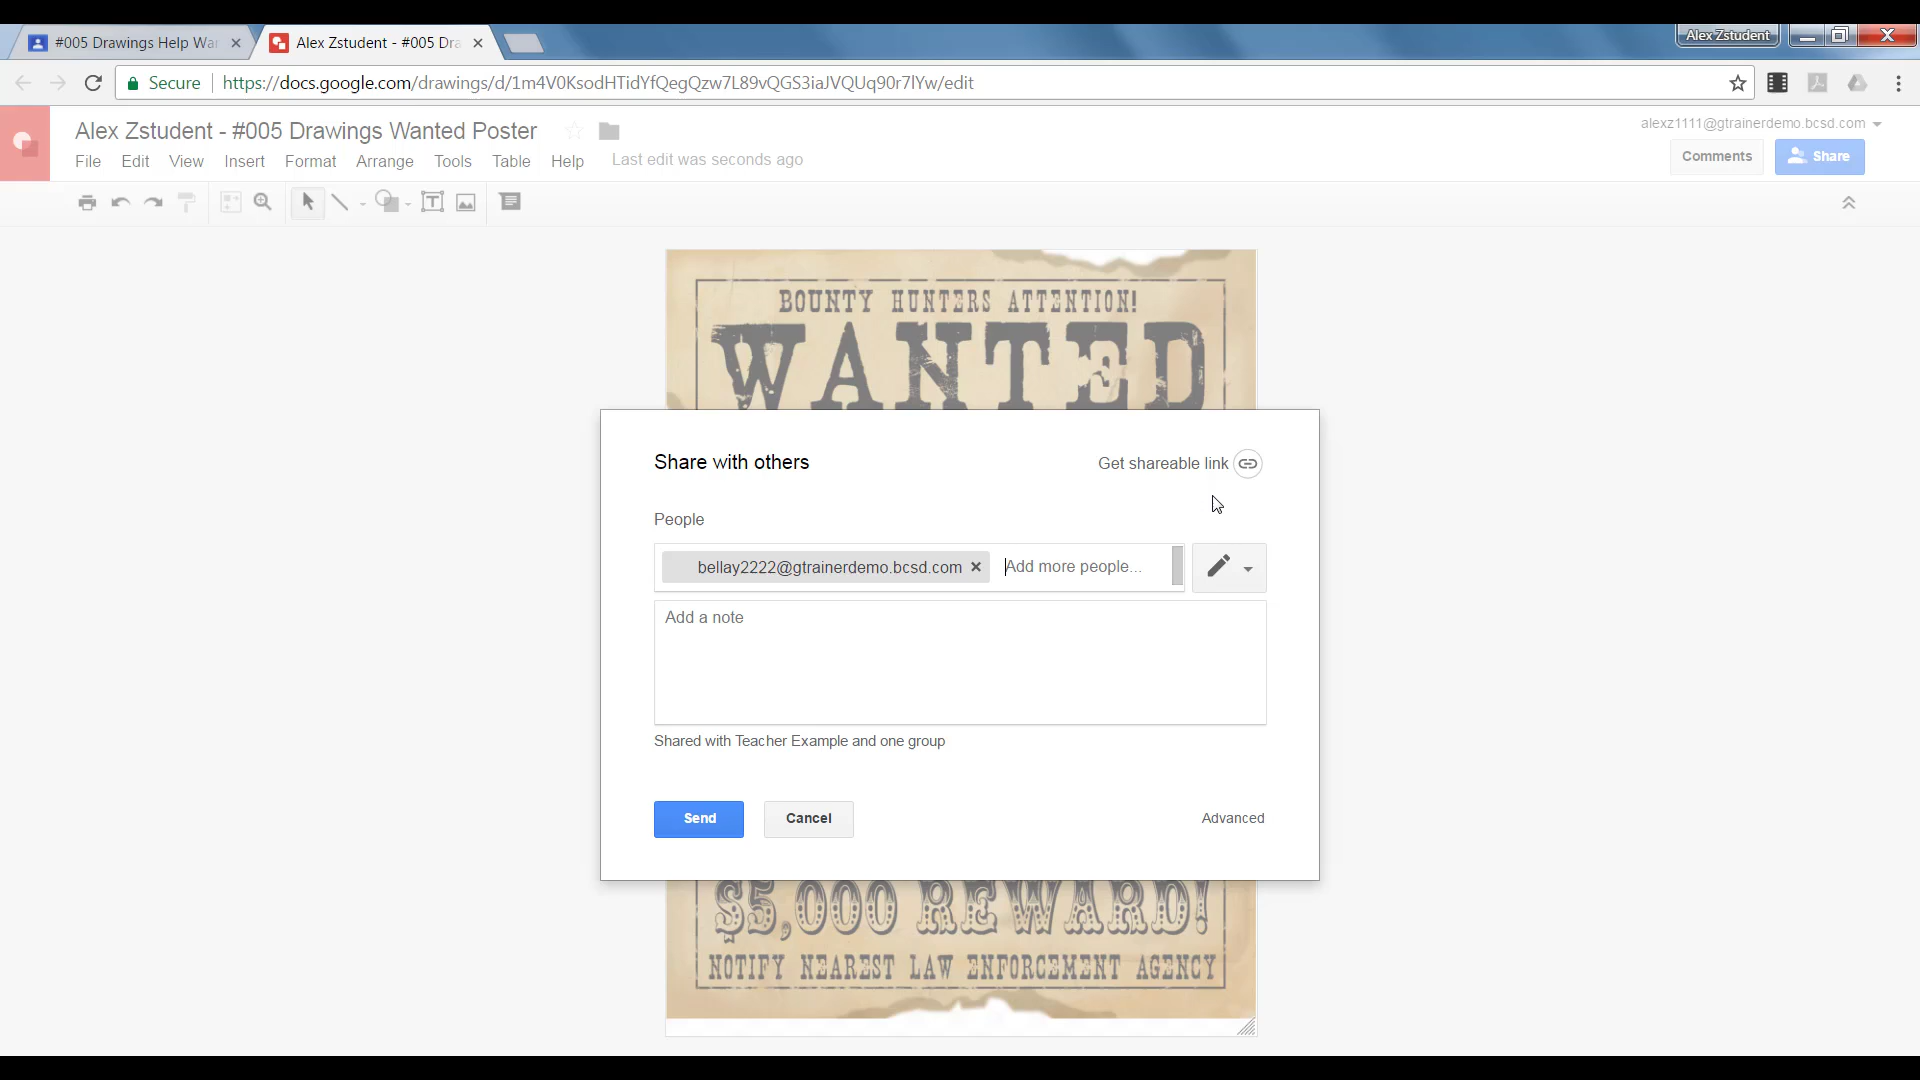 #005 Drawings Help Wa
Alex Zstudent - #005 Dra
Alex Zstudent
Secure
https://docs.google.com/drawings/d/1m4V0KsodHTidYfQegQzw7L89vQGS3iaJVQUq90r7lYw/edit
Alex Zstudent - #005 Drawings Wanted Poster
alexz1111@gtrainerdemo.bcsd.com
File Edit View Insert Format Arrange Tools Table Help Last edit was seconds ago
Comments
Share
BOUNTY HUNTERS ATTENTION!
WANTED
Share with others
Get shareable link
People
bellay2222@gtrainerdemo.bcsd.com
Add more people...
Add a note
Shared with Teacher Example and one group
Send
Cancel
Advanced
$5,000 REWARD!
NOTIFY NEAREST LAW ENFORCEMENT AGENCY